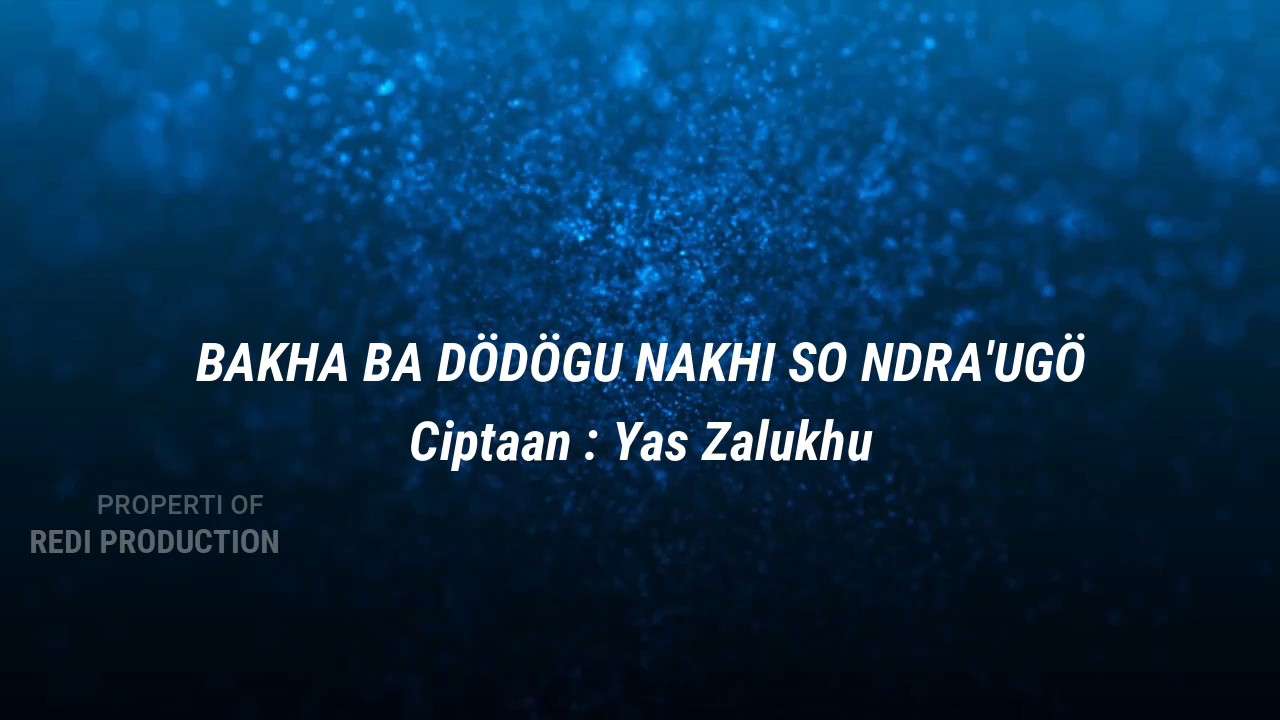 BAKHA BA DÖDÖGU NAKHI SO NDRA'UGÖ
Ciptaan : Yas Zalukhu
PROPERTI OF
REDI PRODUCTION